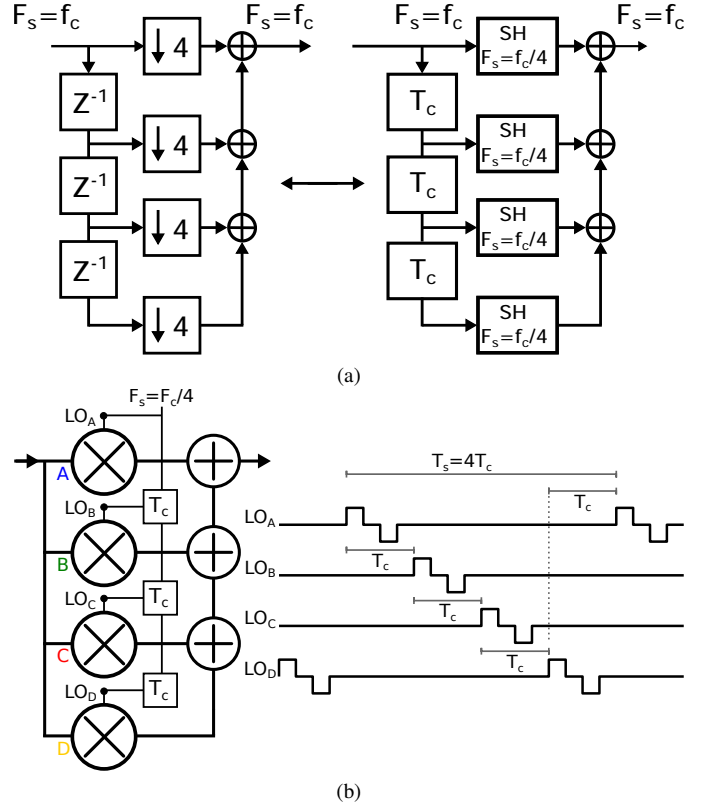 Fs=fc
Fs=fc
Fs=fc
Fs=fc
↓ 4
SH
Fs=fc/4
Z-1
Tc
↓ 4
SH
Fs=fc/4
Z-1
Tc
↓ 4
SH
Fs=fc/4
Z-1
Tc
↓ 4
SH
Fs=fc/4
(a)
Fs=Fc/4
LOA
A
Tc
LOB
B
Tc
LOC
C
Tc
LOD
D
Ts=4Tc
Tc
LOA
Tc
LOB
Tc
LOC
Tc
LOD
(b)